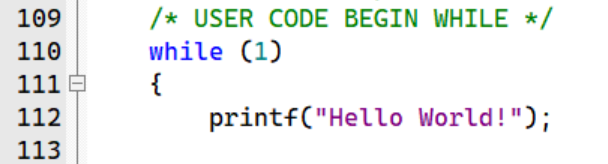 109 /* USER CODE BEGIN WHILE */
110 while (1)
111 {
112 printf("Hello World!");
113